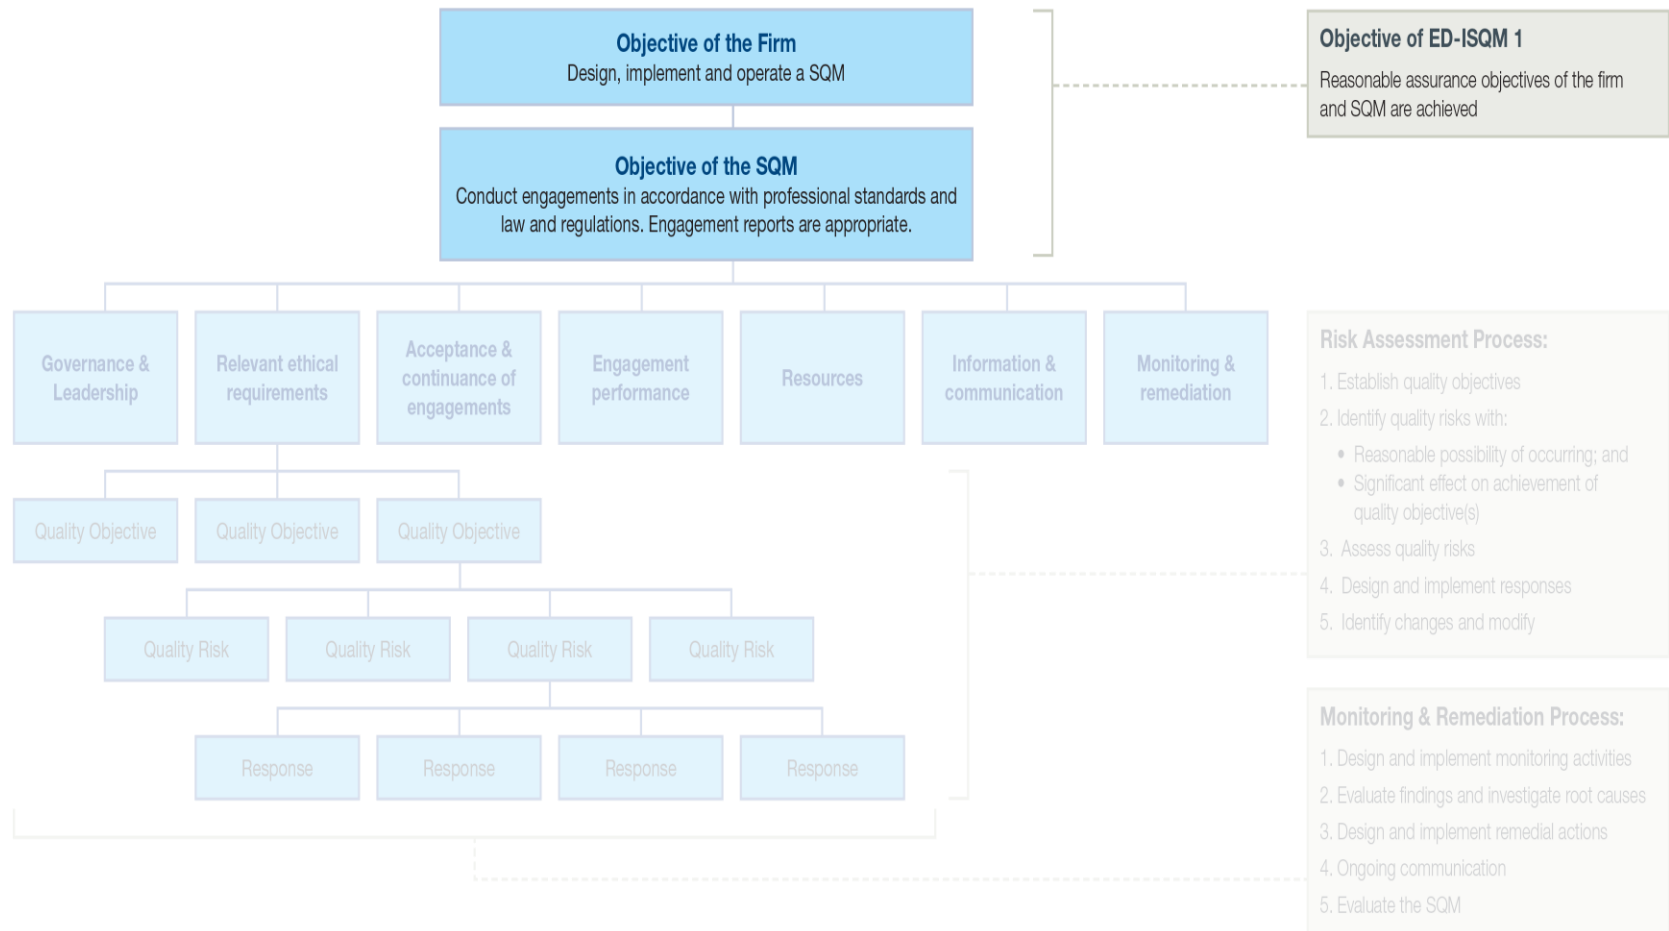 Objective of the Firm
Design, implement and operate a SQM
Objective of the SQM
Conduct engagements in accordance with professional standards and
law and regulations. Engagement reports are appropriate.
Objective of ED-ISQM 1
Reasonable assurance objectives of the firm
and SQM are achieved
Governance &
Leadership
Relevant ethical
requirements
Acceptance &
continuance of
engagements
Engagement
performance
Resources
Information &
communication
Monitoring &
remediation
Quality Objective
Quality Objective
Quality Objective
Quality Risk
Quality Risk
Quality Risk
Quality Risk
Response
Response
Response
Response
Risk Assessment Process:
1. Establish quality objectives
2. Identify quality risks with:
• Reasonable possibility of occurring; and
• Significant effect on achievement of
quality objective(s)
3. Assess quality risks
4. Design and implement responses
5. Identify changes and modify
Monitoring & Remediation Process:
1. Design and implement monitoring activities
2. Evaluate findings and investigate root causes
3. Design and implement remedial actions
4. Ongoing communication
5. Evaluate the SQM